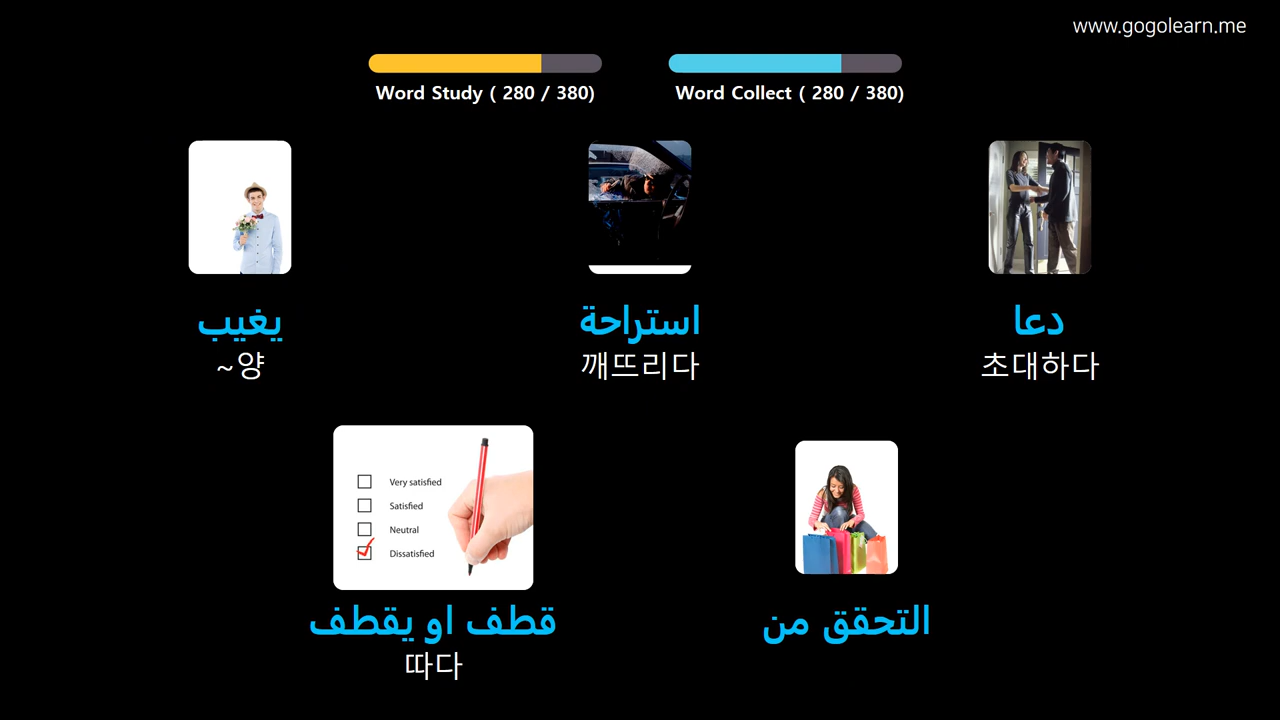 www.gogolearn.me
Word Study ( 280 / 380)
Word Collect ( 280 / 380)
يغيب
~양
استراحة
깨뜨리다
دعا
초대하다
Very satisfied
Satisfied
Neutral
Dissatisfied
قطف او يقطف
따다
التحقق من